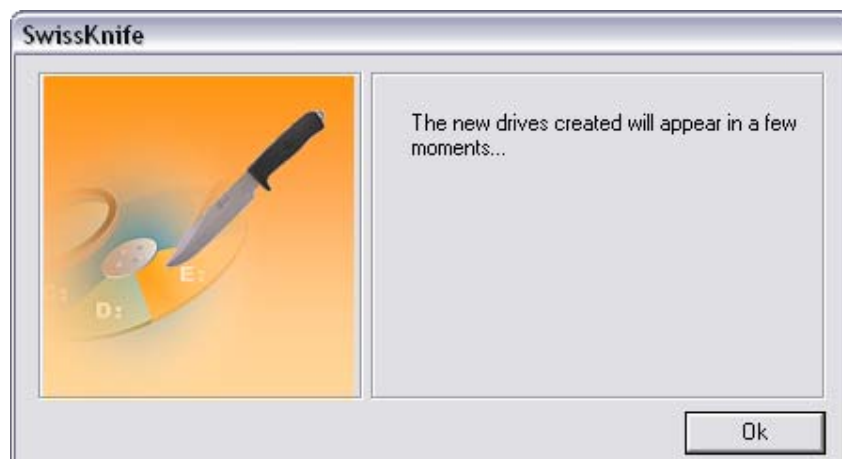 SwissKnife
The new drives created will appear in a few
moments...
C:
D:
E:
Ok